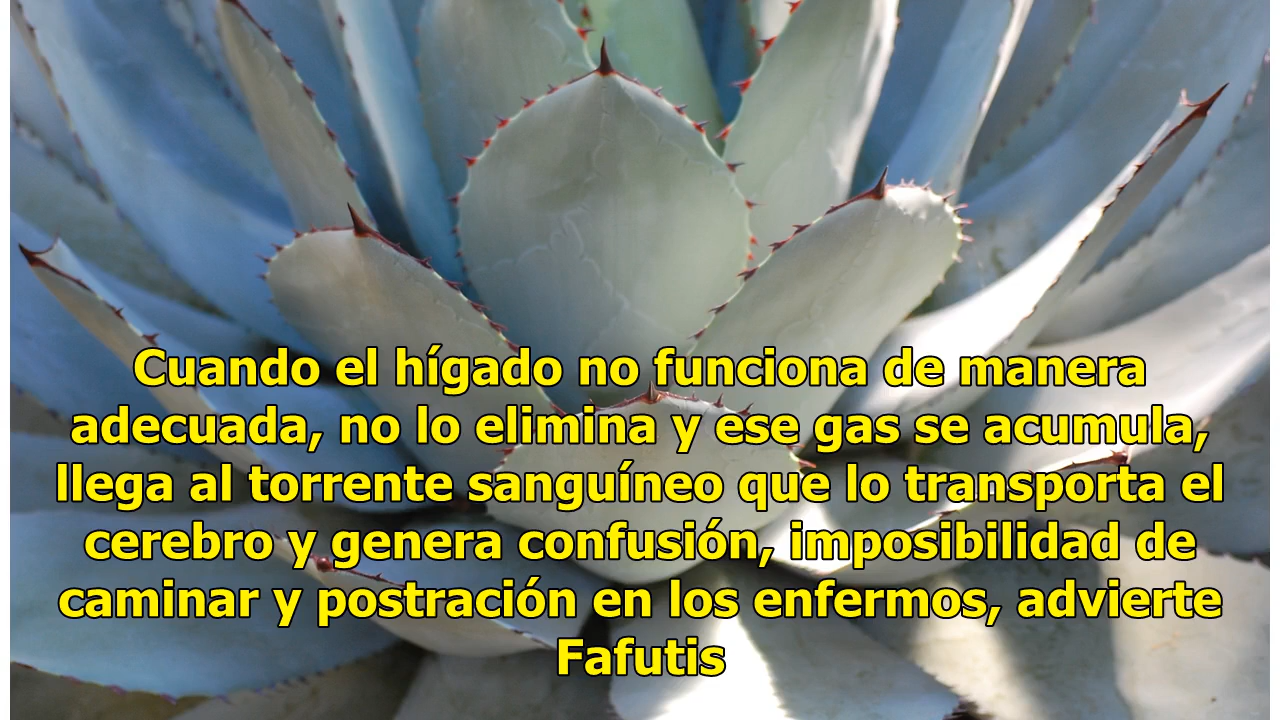 Cuando el hígado no funciona de manera
adecuada, no lo elimina y ese gas se acumula,
llega al torrente sanguíneo que lo transporta el
cerebro y genera confusión, imposibilidad de
caminar y postración en los enfermos, advierte
Fafutis